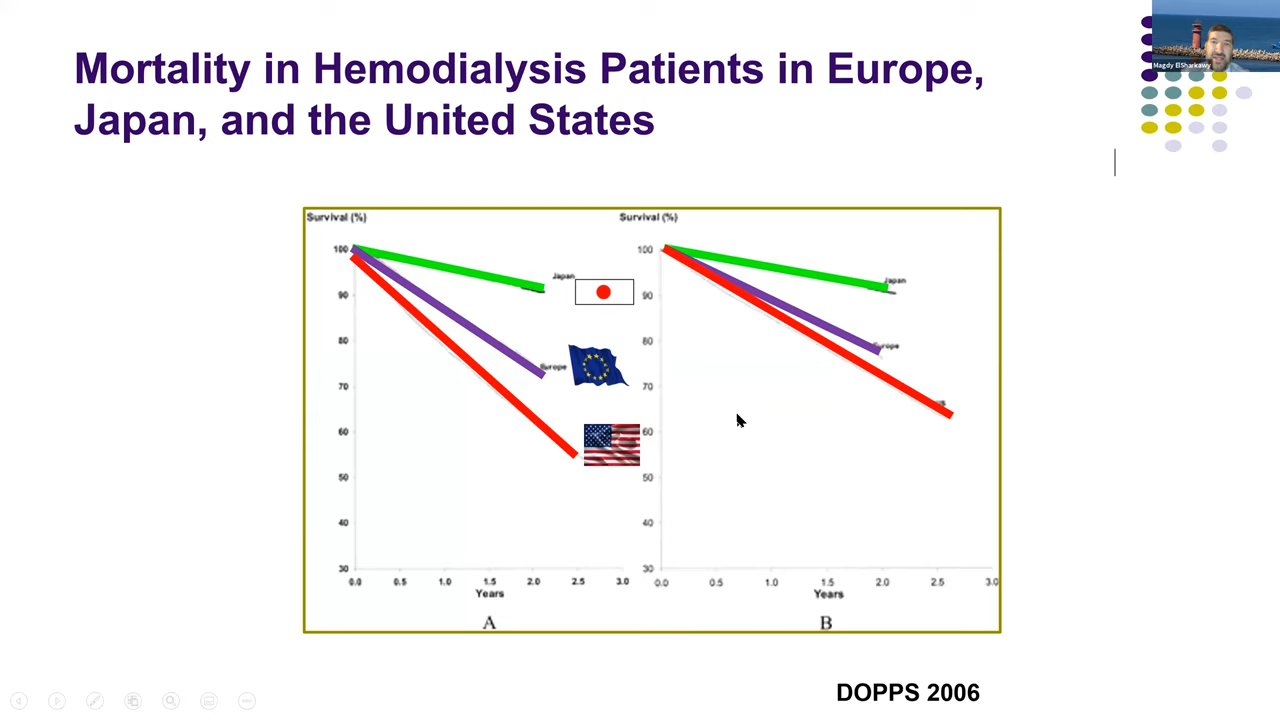 Mortality in Hemodialysis Patients in Europe,
Japan, and the United States
Magdy ElSharkawy
Survival (%)
100
90
80
70
60
50
40
30
0.0 0.5 1.0 1.5 2.0 2.5 3.0
Years
A
Japan
Europe
Survival (%)
100
90
80
70
60
50
40
30
0.0 0.5 1.0 1.5 2.0 2.5 3.0
Years
B
Japan
Europe
DOPPS 2006